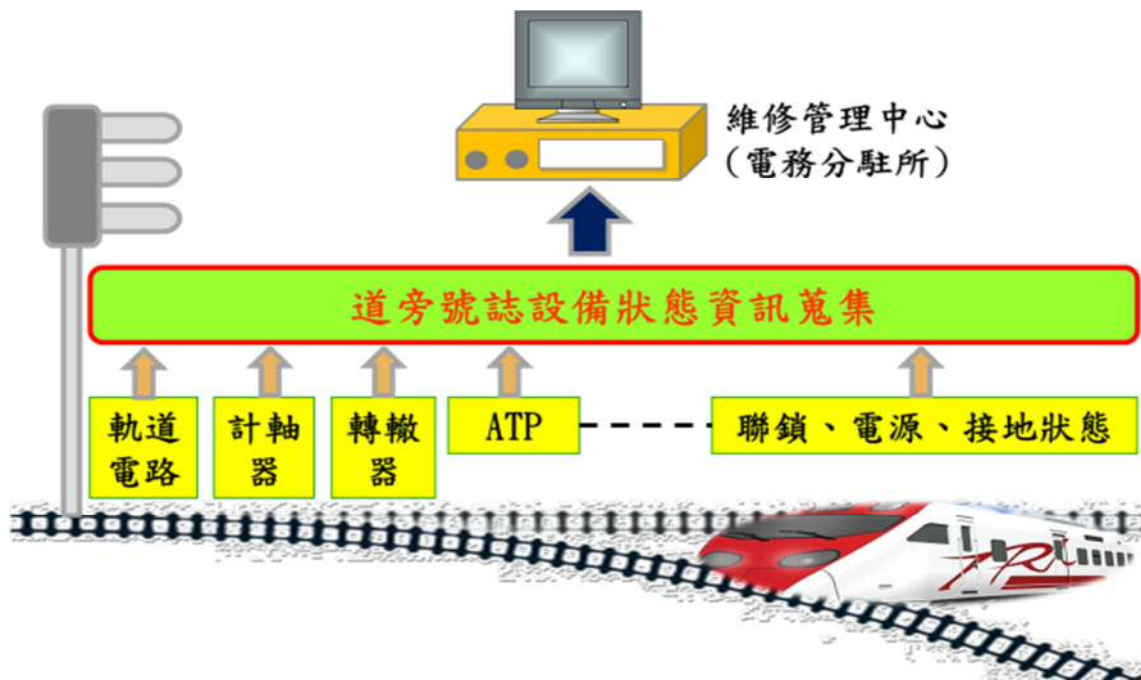 維修管理中心
(電務分駐所)
道旁號誌設備狀態資訊蒐集
軌道
電路
計軸
器
轉轍
器
ATP
聯鎖、電源、接地狀態
TRA